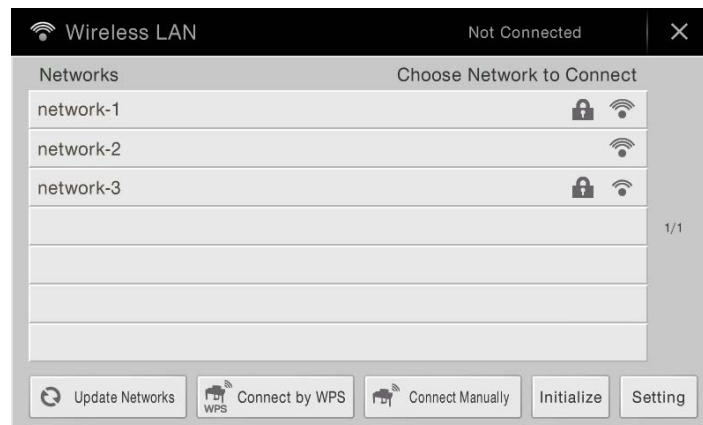 Wireless LAN Not Connected
Networks Choose Network to Connect
network-1
network-2
network-3
1/1
Update Networks WPS Connect by WPS Connect Manually Initialize Setting